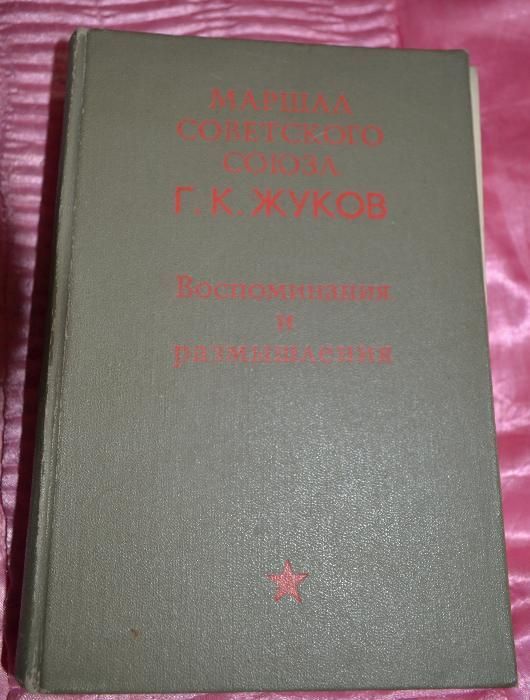 МАРШАЛ
СОВЕТСКОГО
СОЮЗА
Г. К. ЖУКОВ
Воспоминания
и
размышления